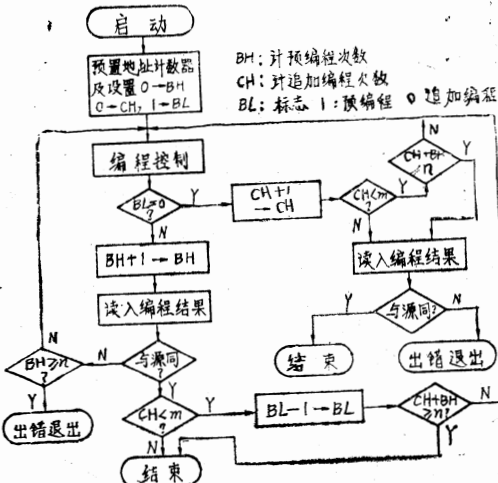 启动
预置地址计数器
及设置 0→BH
0→CH, 1→BL
BH: 计预编程次数
CH: 计追加编程次数
BL: 标志 1: 预编程 0 追加编程
编程控制
BL=0
?
Y
N
CH+1
→CH
CH<m
?
Y
N
CH+BH
n
N
Y
BH+1→BH
读入编程结果
读入编程结果
与源同?
Y
N
结束
出错退出
与源同
?
N
Y
BH≥n
?
N
Y
出错退出
CH<m
?
Y
N
BL-1→BL
CH+BH
≥n?
N
Y
结束